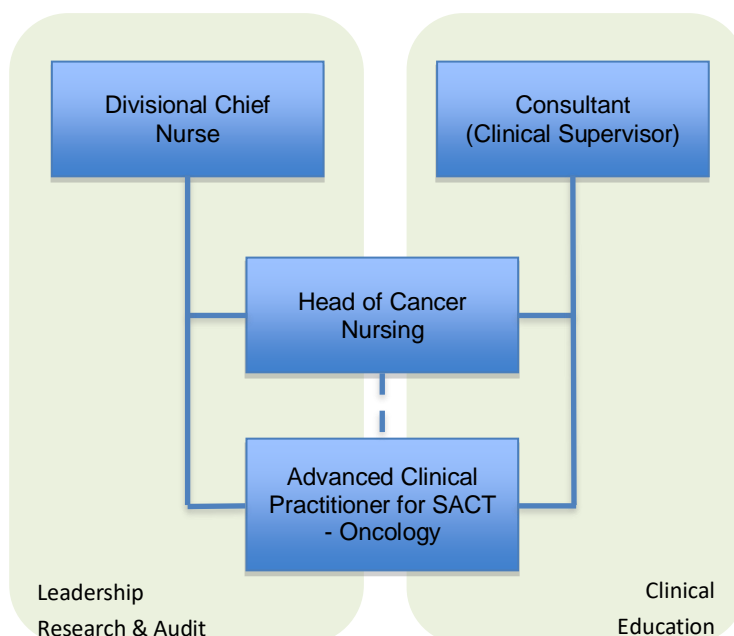 Divisional Chief
Nurse
Consultant
(Clinical Supervisor)
Head of Cancer
Nursing
Advanced Clinical
Practitioner for SACT
- Oncology
Leadership
Research & Audit
Clinical
Education